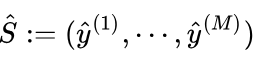 Ŝ := (ŷ⁽¹⁾, ⋯ , ŷ⁽ᴹ⁾)